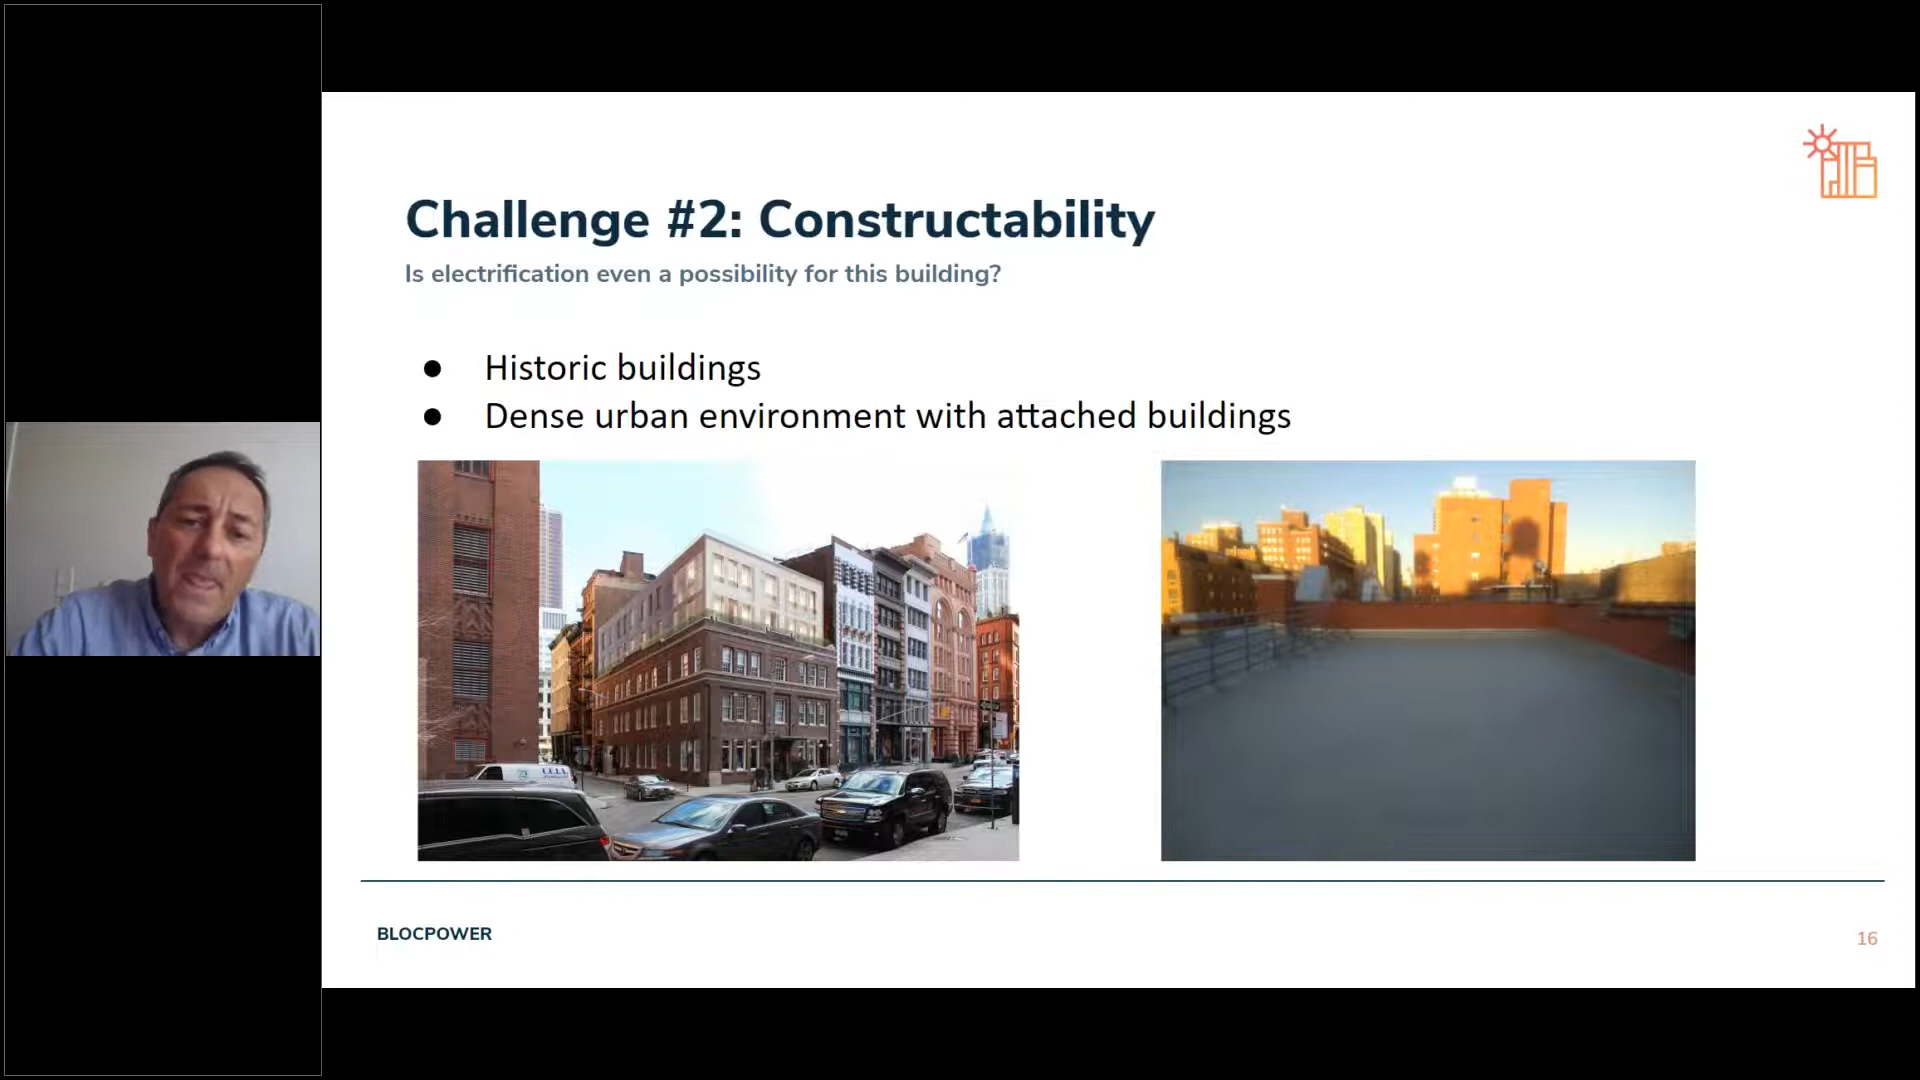 Challenge #2: Constructability
Is electrification even a possibility for this building?
● Historic buildings
● Dense urban environment with attached buildings
BLOCPOWER
16